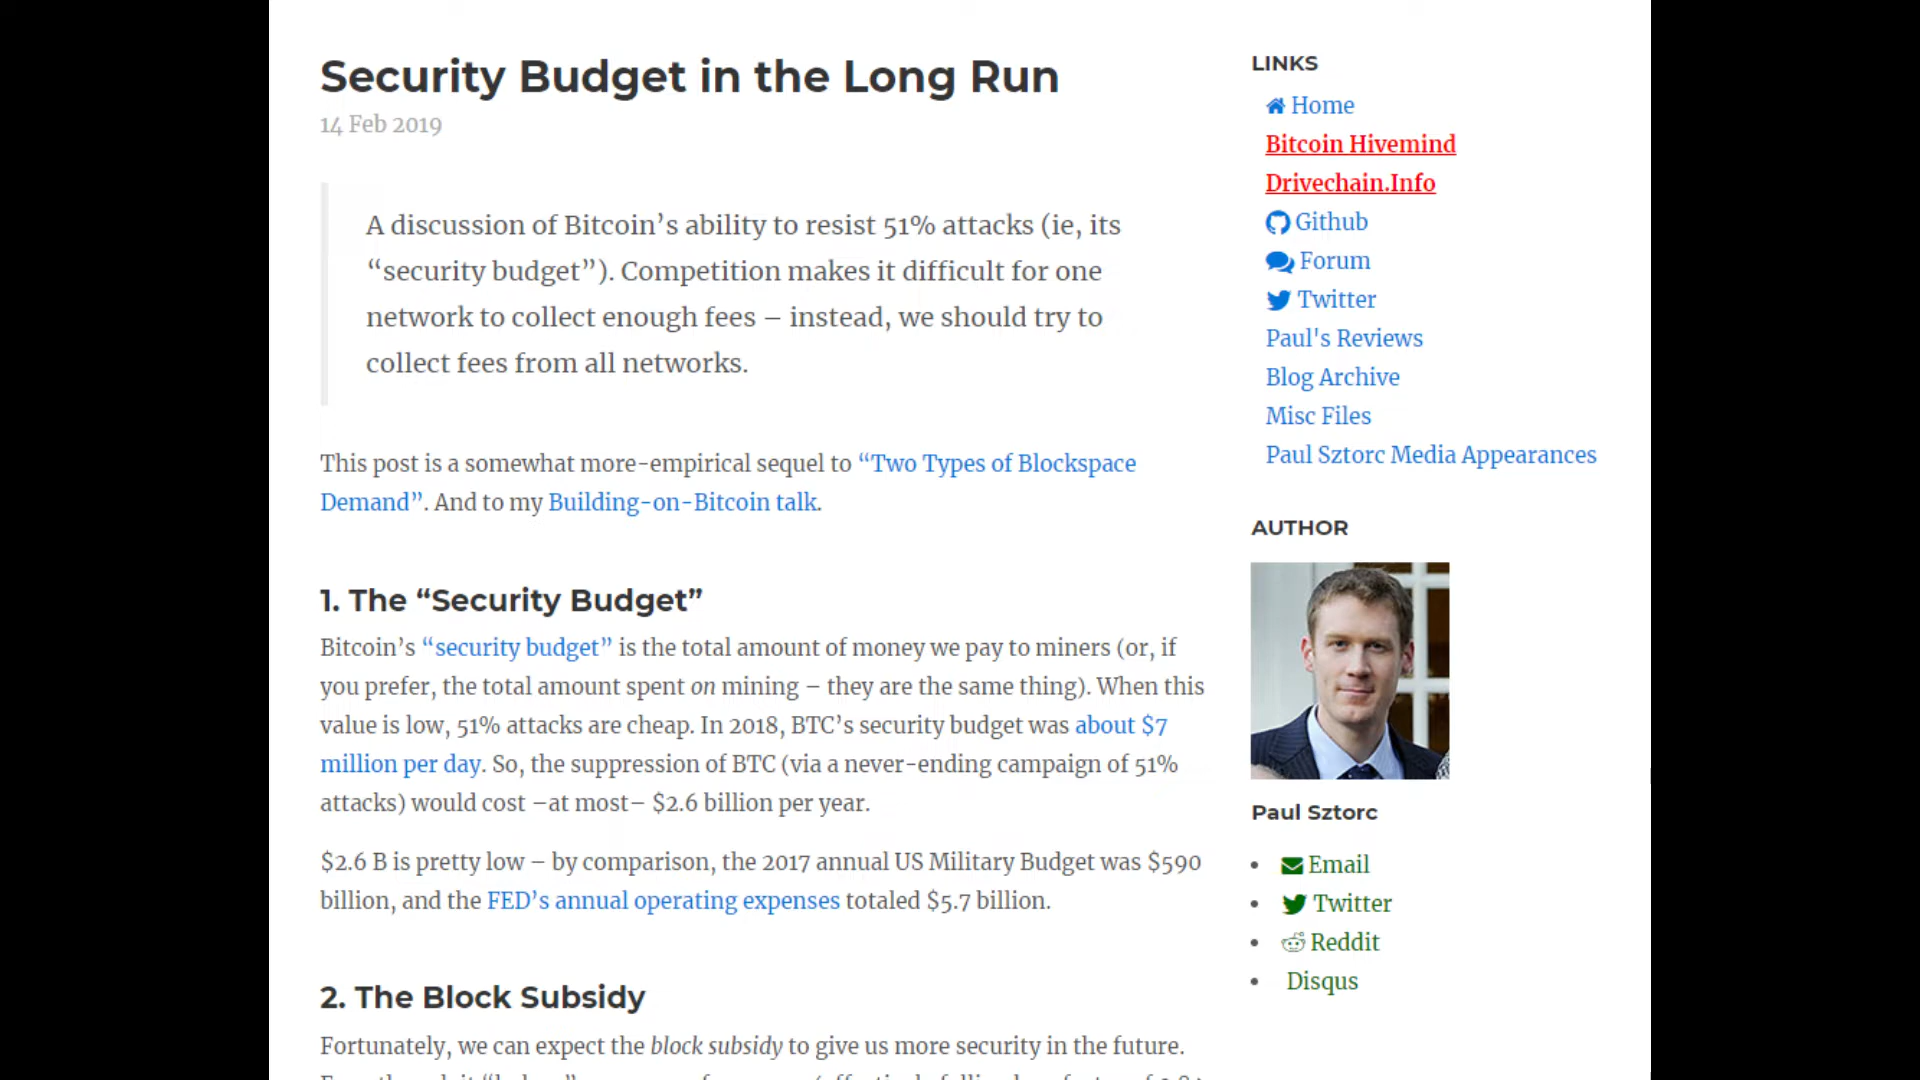 Security Budget in the Long Run
14 Feb 2019
A discussion of Bitcoin’s ability to resist 51% attacks (ie, its
“security budget”). Competition makes it difficult for one
network to collect enough fees – instead, we should try to
collect fees from all networks.
This post is a somewhat more-empirical sequel to “Two Types of Blockspace
Demand”. And to my Building-on-Bitcoin talk.
1. The “Security Budget”
Bitcoin’s “security budget” is the total amount of money we pay to miners (or, if
you prefer, the total amount spent on mining – they are the same thing). When this
value is low, 51% attacks are cheap. In 2018, BTC’s security budget was about $7
million per day. So, the suppression of BTC (via a never-ending campaign of 51%
attacks) would cost –at most– $2.6 billion per year.
$2.6 B is pretty low – by comparison, the 2017 annual US Military Budget was $590
billion, and the FED’s annual operating expenses totaled $5.7 billion.
2. The Block Subsidy
Fortunately, we can expect the block subsidy to give us more security in the future.
LINKS
Home
Bitcoin Hivemind
Drivechain.Info
Github
Forum
Twitter
Paul's Reviews
Blog Archive
Misc Files
Paul Sztorc Media Appearances
AUTHOR
Paul Sztorc
Email
Twitter
Reddit
Disqus